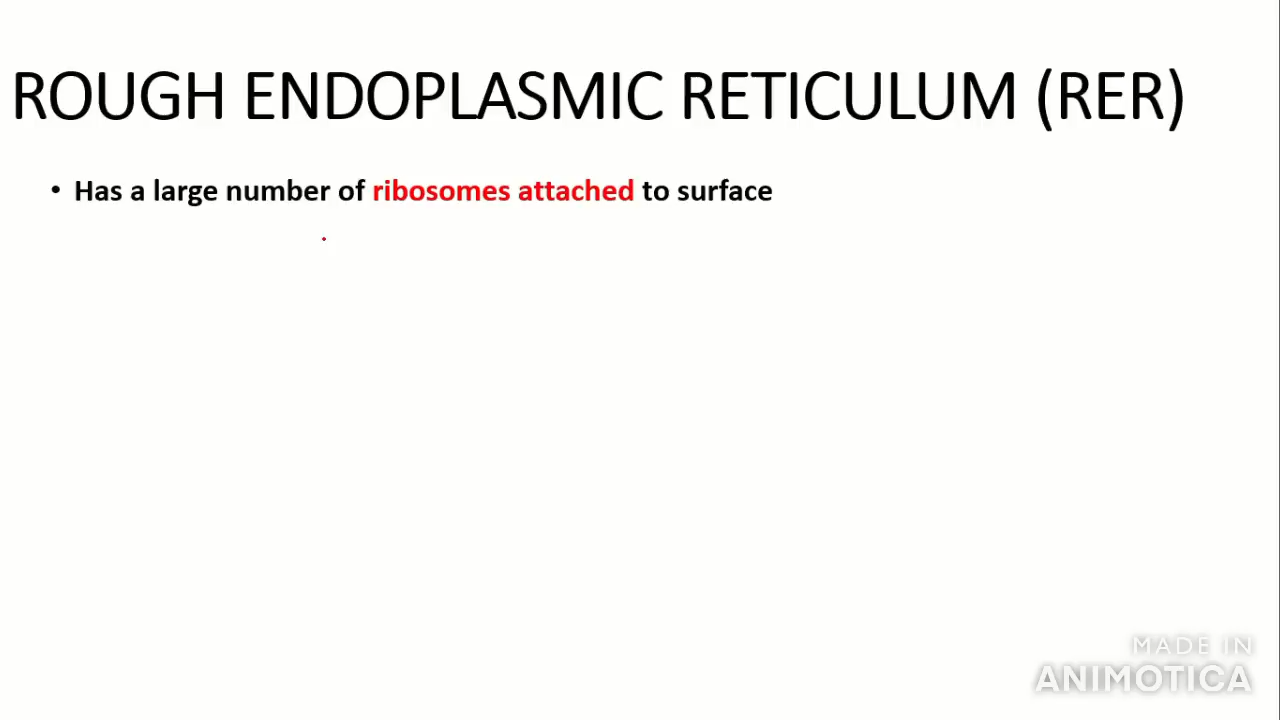 ROUGH ENDOPLASMIC RETICULUM (RER)
• Has a large number of ribosomes attached to surface
MADE IN
ANIMOTICA